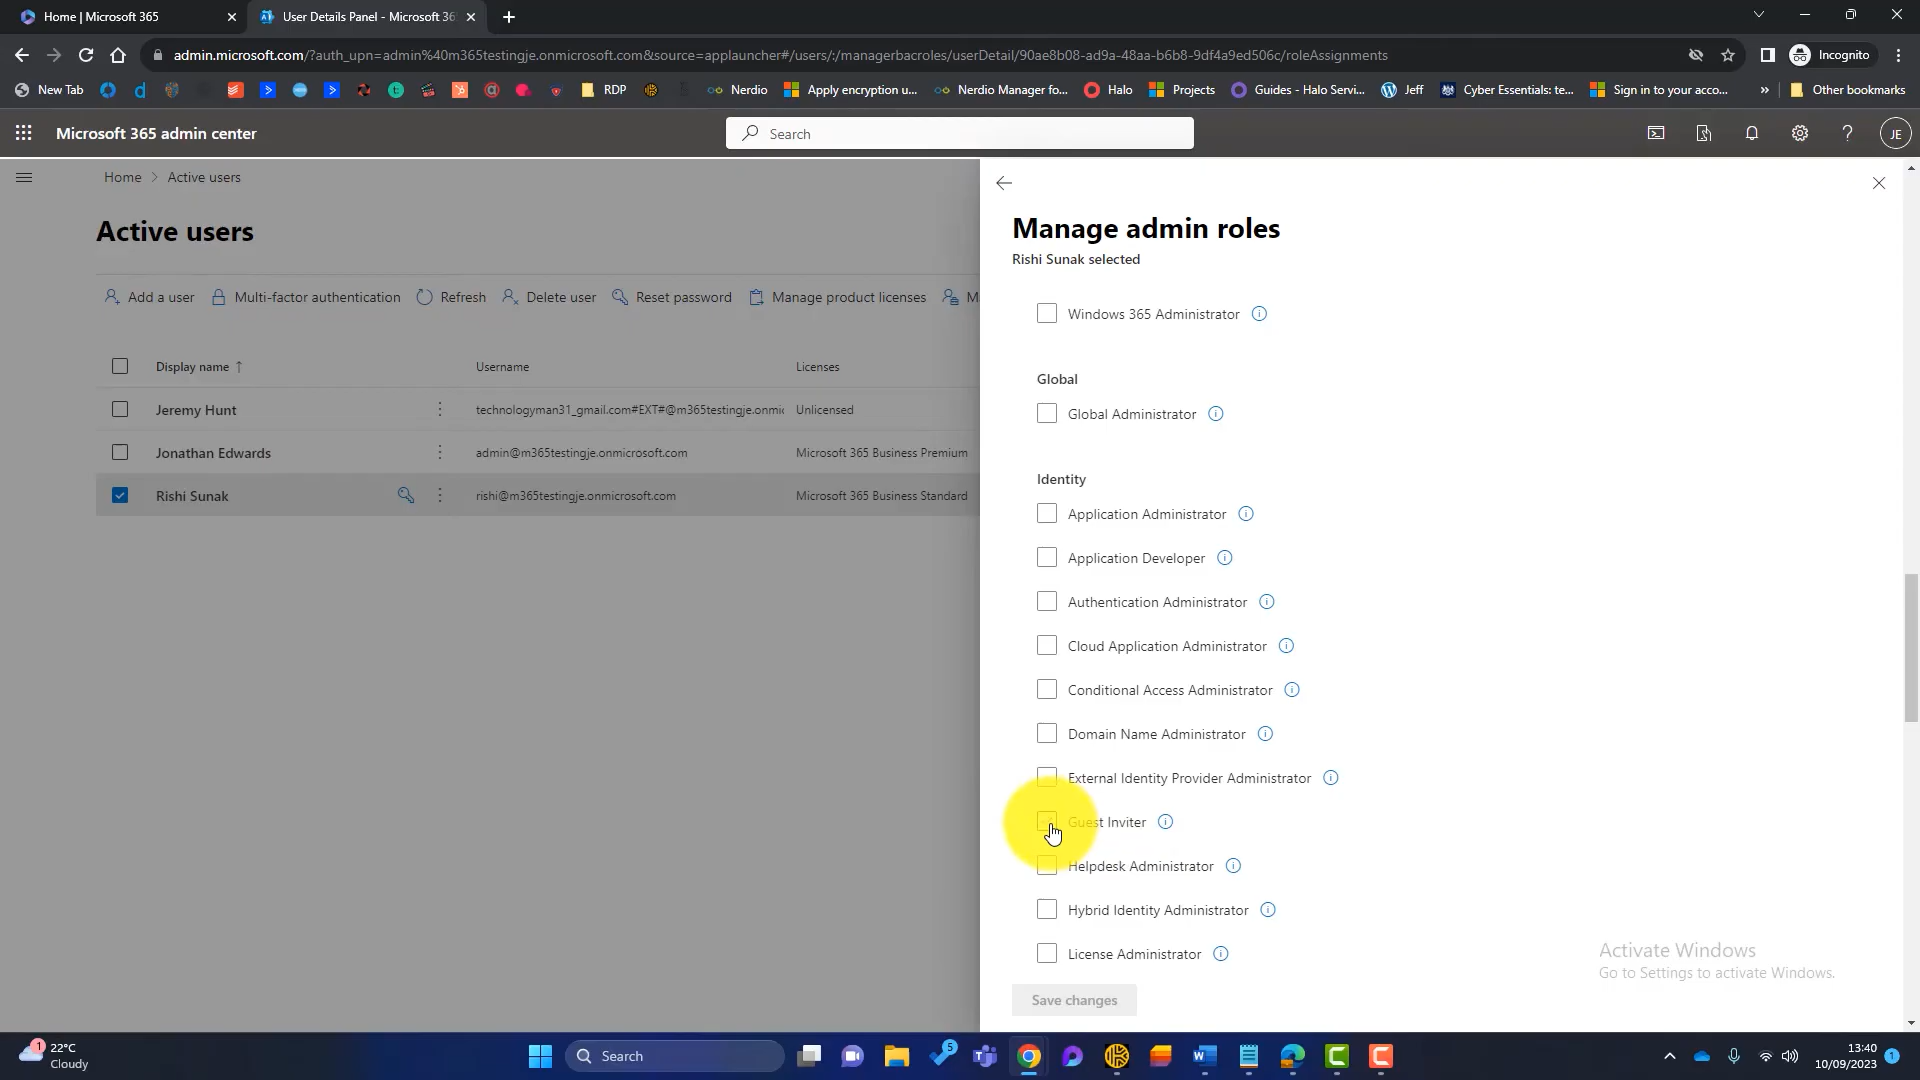 Home | Microsoft 365
User Details Panel - Microsoft 36
admin.microsoft.com/?auth_upn=admin%40m365testingje.onmicrosoft.com&source=applauncher#/users/:/managerbacroles/userDetail/90ae8b08-ad9a-48aa-b6b8-9df4a9ed506c/roleAssignments
Incognito
New Tab
RDP
Nerdio
Apply encryption u...
Nerdio Manager fo...
Halo
Projects
Guides - Halo Servi...
Jeff
Cyber Essentials: te...
Sign in to your acco...
»
Other bookmarks
Microsoft 365 admin center
Search
JE
Home > Active users
Active users
Add a user
Multi-factor authentication
Refresh
Delete user
Reset password
Manage product licenses
M
Display name ↑
Username
Licenses
Jeremy Hunt
technologyman31_gmail.com#EXT#@m365testingje.onmic
Unlicensed
Jonathan Edwards
admin@m365testingje.onmicrosoft.com
Microsoft 365 Business Premium
Rishi Sunak
rishi@m365testingje.onmicrosoft.com
Microsoft 365 Business Standard
Manage admin roles
Rishi Sunak selected
Windows 365 Administrator
Global
Global Administrator
Identity
Application Administrator
Application Developer
Authentication Administrator
Cloud Application Administrator
Conditional Access Administrator
Domain Name Administrator
External Identity Provider Administrator
Guest Inviter
Helpdesk Administrator
Hybrid Identity Administrator
License Administrator
Save changes
Activate Windows
Go to Settings to activate Windows.
1
22°C
Cloudy
Search
5
13:40
10/09/2023
1